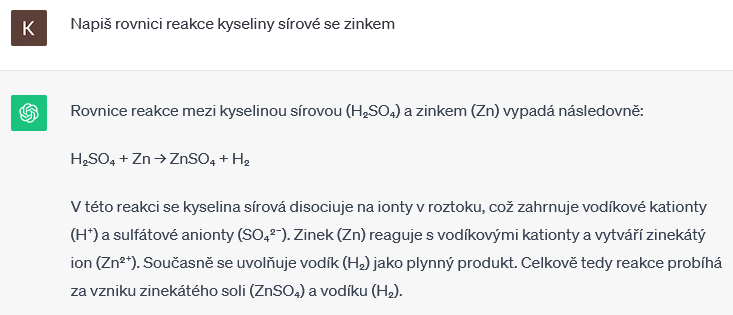 K
Napiš rovnici reakce kyseliny sírové se zinkem
Rovnice reakce mezi kyselinou sírovou (H₂SO₄) a zinkem (Zn) vypadá následovně:
H₂SO₄ + Zn → ZnSO₄ + H₂
V této reakci se kyselina sírová disociuje na ionty v roztoku, což zahrnuje vodíkové kationty
(H⁺) a sulfátové anionty (SO₄²⁻). Zinek (Zn) reaguje s vodíkovými kationty a vytváří zinekátý
ion (Zn²⁺). Současně se uvolňuje vodík (H₂) jako plynný produkt. Celkově tedy reakce probíhá
za vzniku zinekátého soli (ZnSO₄) a vodíku (H₂).